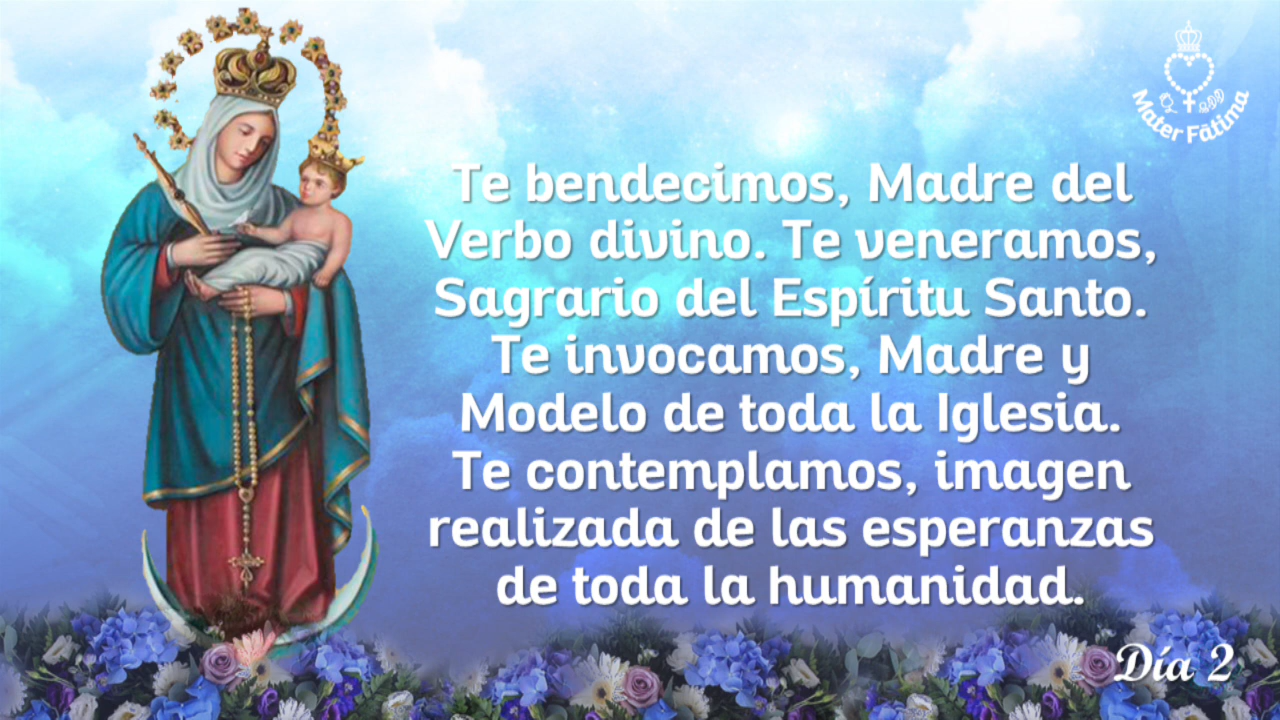 Mater Fátima
Te bendecimos, Madre del
Verbo divino. Te veneramos,
Sagrario del Espíritu Santo.
Te invocamos, Madre y
Modelo de toda la Iglesia.
Te contemplamos, imagen
realizada de las esperanzas
de toda la humanidad.
Día 2